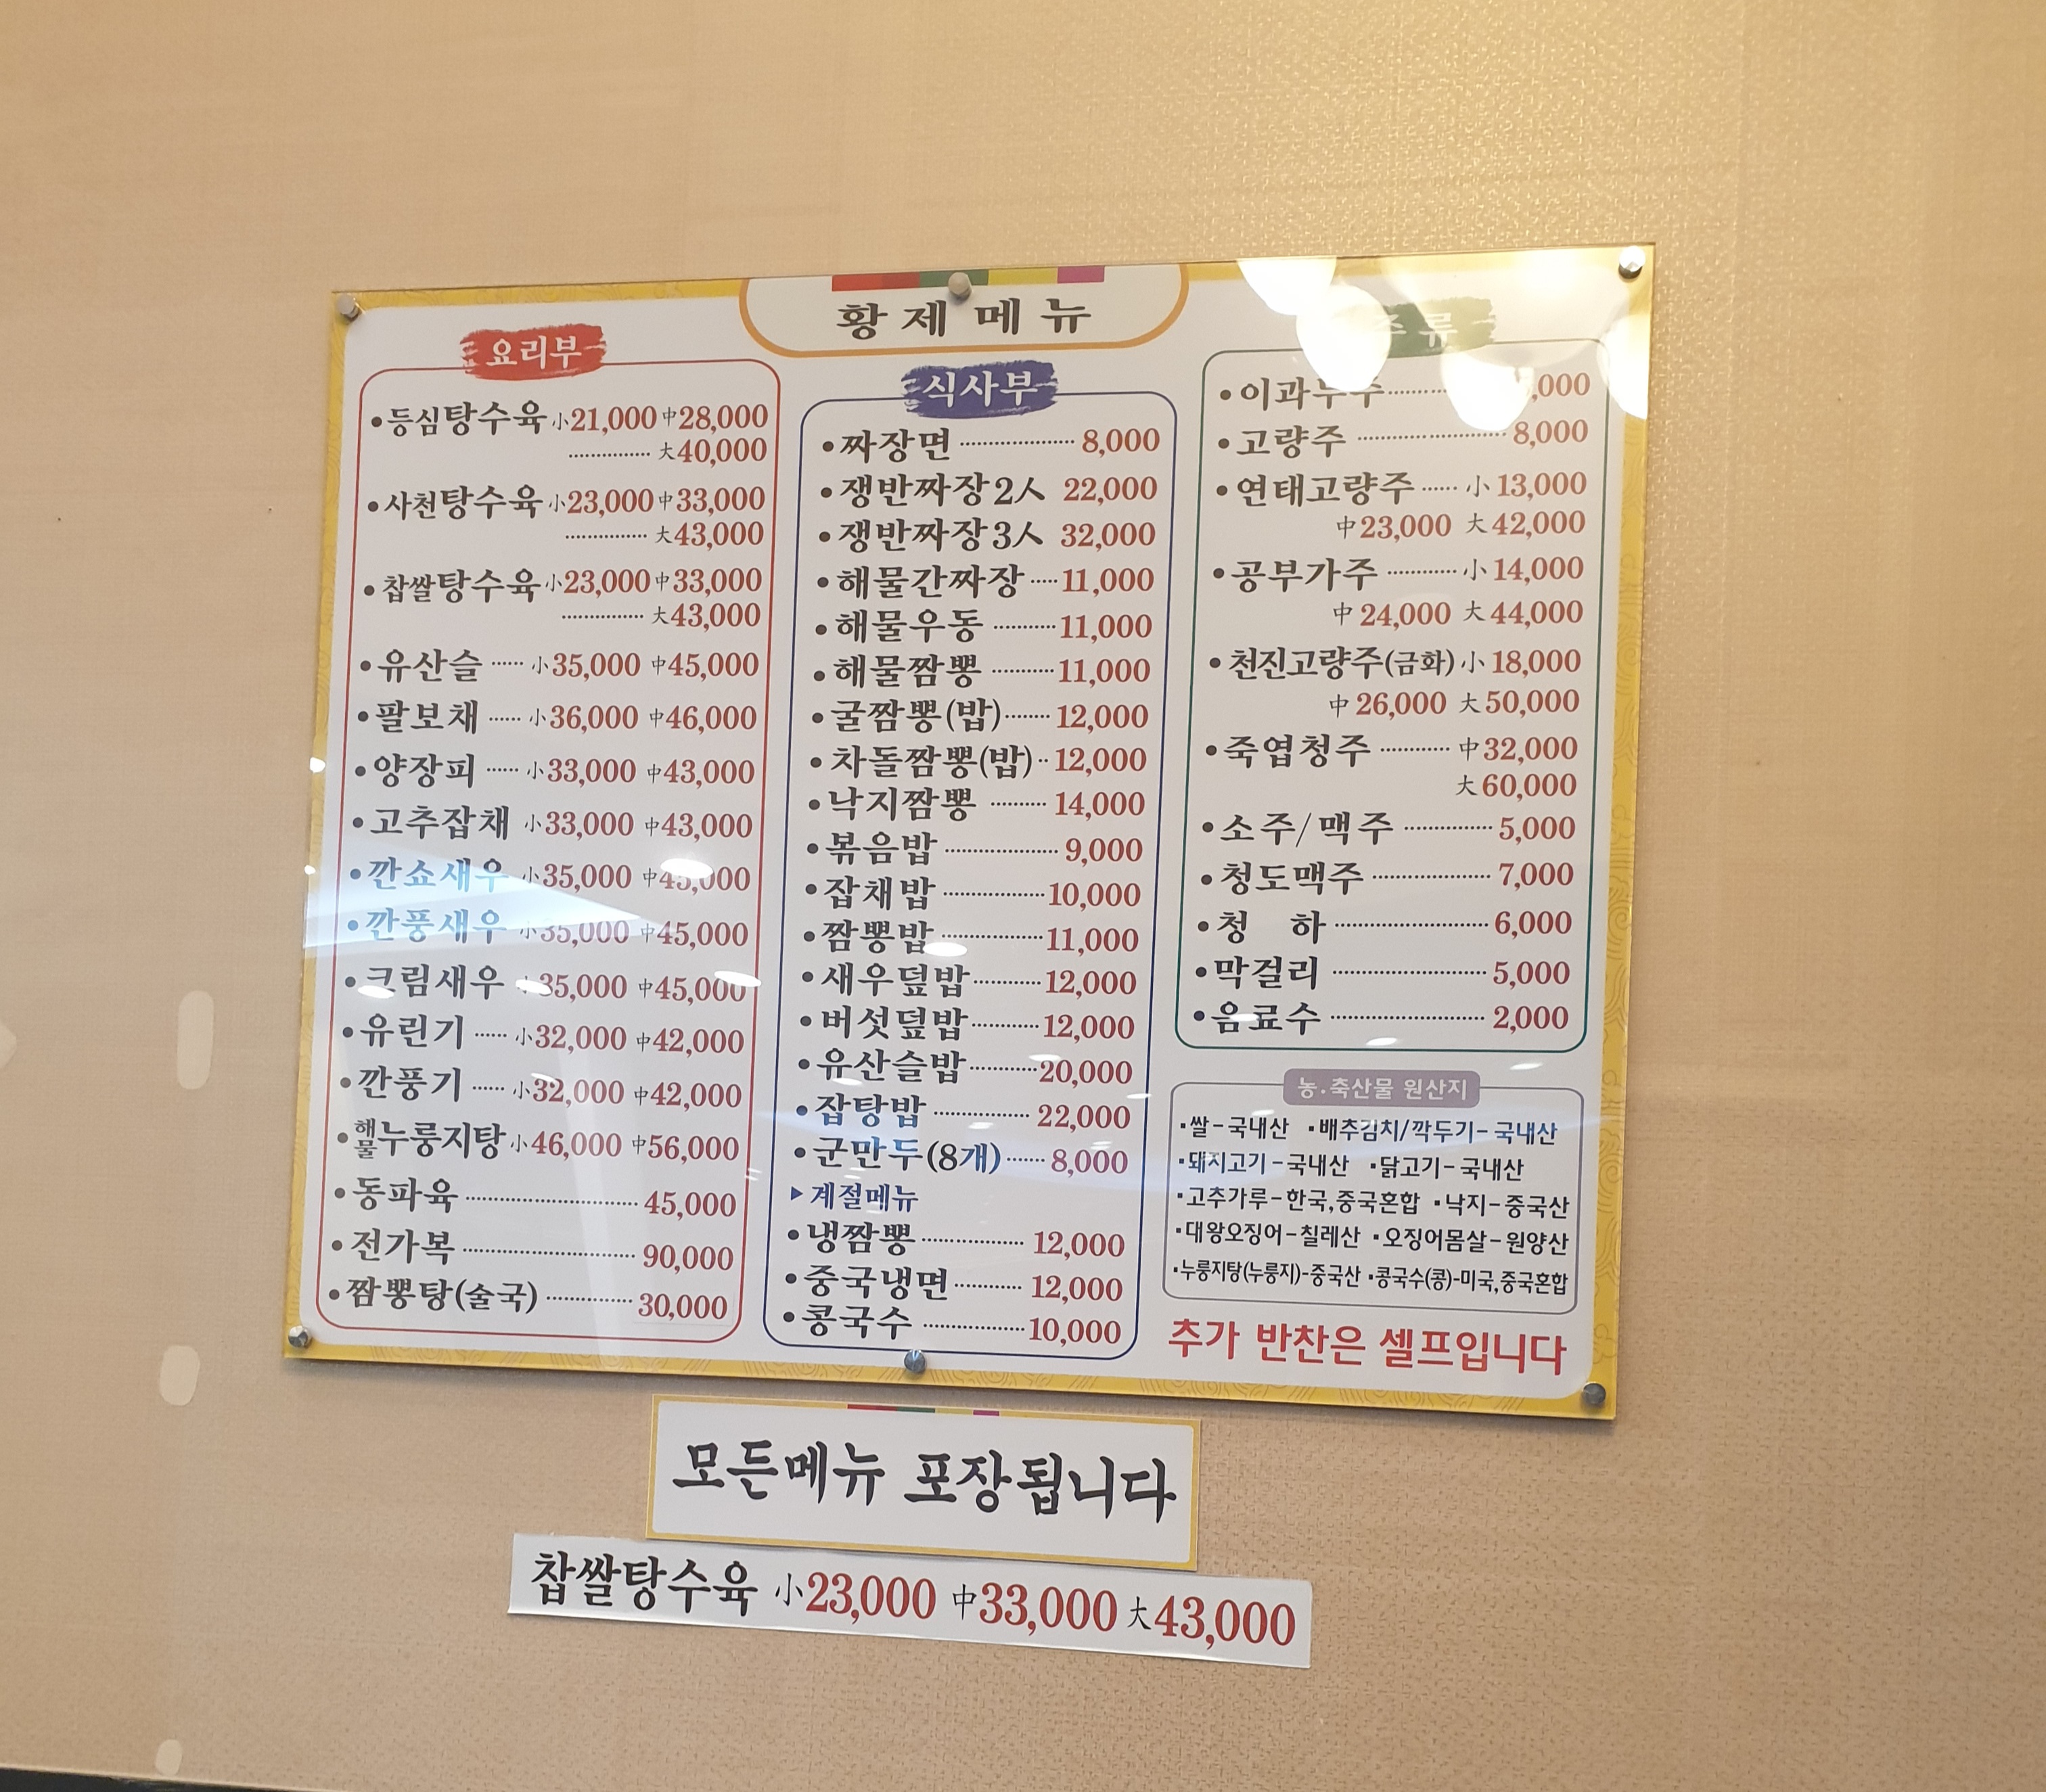 황제 메뉴
요리부
•등심탕수육 小21,000 中28,000
............... 大40,000
•사천탕수육 小23,000 中33,000
............... 大43,000
•찹쌀탕수육 小23,000 中33,000
............... 大43,000
•유산슬 ...... 小35,000 中45,000
•팔보채 ...... 小36,000 中46,000
•양장피 ...... 小33,000 中43,000
•고추잡채 小33,000 中43,000
•깐쇼새우 小35,000 中45,000
•깐풍새우 小35,000 中45,000
•크림새우 小35,000 中45,000
•유린기 ...... 小32,000 中42,000
•깐풍기 ...... 小32,000 中42,000
•해물누룽지탕 小46,000 中56,000
•동파육 ............... 45,000
•전가복 ............... 90,000
•짬뽕탕(술국) ............... 30,000
식사부
•짜장면 ............... 8,000
•쟁반짜장2人 22,000
•쟁반짜장3人 32,000
•해물간짜장 ..... 11,000
•해물우동 ........... 11,000
•해물짬뽕 ........... 11,000
•굴짬뽕(밥) ........ 12,000
•차돌짬뽕(밥) .. 12,000
•낙지짬뽕 .......... 14,000
•볶음밥 ............... 9,000
•잡채밥 ............... 10,000
•짬뽕밥 ............... 11,000
•새우덮밥 ............ 12,000
•버섯덮밥 ............ 12,000
•유산슬밥 ............ 20,000
•잡탕밥 ............... 22,000
•군만두(8개) ....... 8,000
▶계절메뉴
•냉짬뽕 ............... 12,000
•중국냉면 ............ 12,000
•콩국수 ............... 10,000
류
•이과두주 ........... ,000
•고량주 ............... 8,000
•연태고량주 ...... 小 13,000
中23,000 大42,000
•공부가주 ............ 小 14,000
中24,000 大44,000
•천진고량주(금화) 小 18,000
中26,000 大50,000
•죽엽청주 ............ 中32,000
大60,000
•소주/맥주 ............... 5,000
•청도맥주 ............... 7,000
•청 하 ............... 6,000
•막걸리 ............... 5,000
•음료수 ............... 2,000
농.축산물 원산지
▪쌀-국내산 ▪배추김치/깍두기-국내산
▪돼지고기-국내산 ▪닭고기-국내산
▪고추가루-한국,중국혼합 ▪낙지-중국산
▪대왕오징어-칠레산 ▪오징어몸살-원양산
▪누룽지탕(누룽지)-중국산 ▪콩국수(콩)-미국,중국혼합
추가 반찬은 셀프입니다
모든메뉴 포장됩니다
찹쌀탕수육 小23,000 中33,000 大43,000